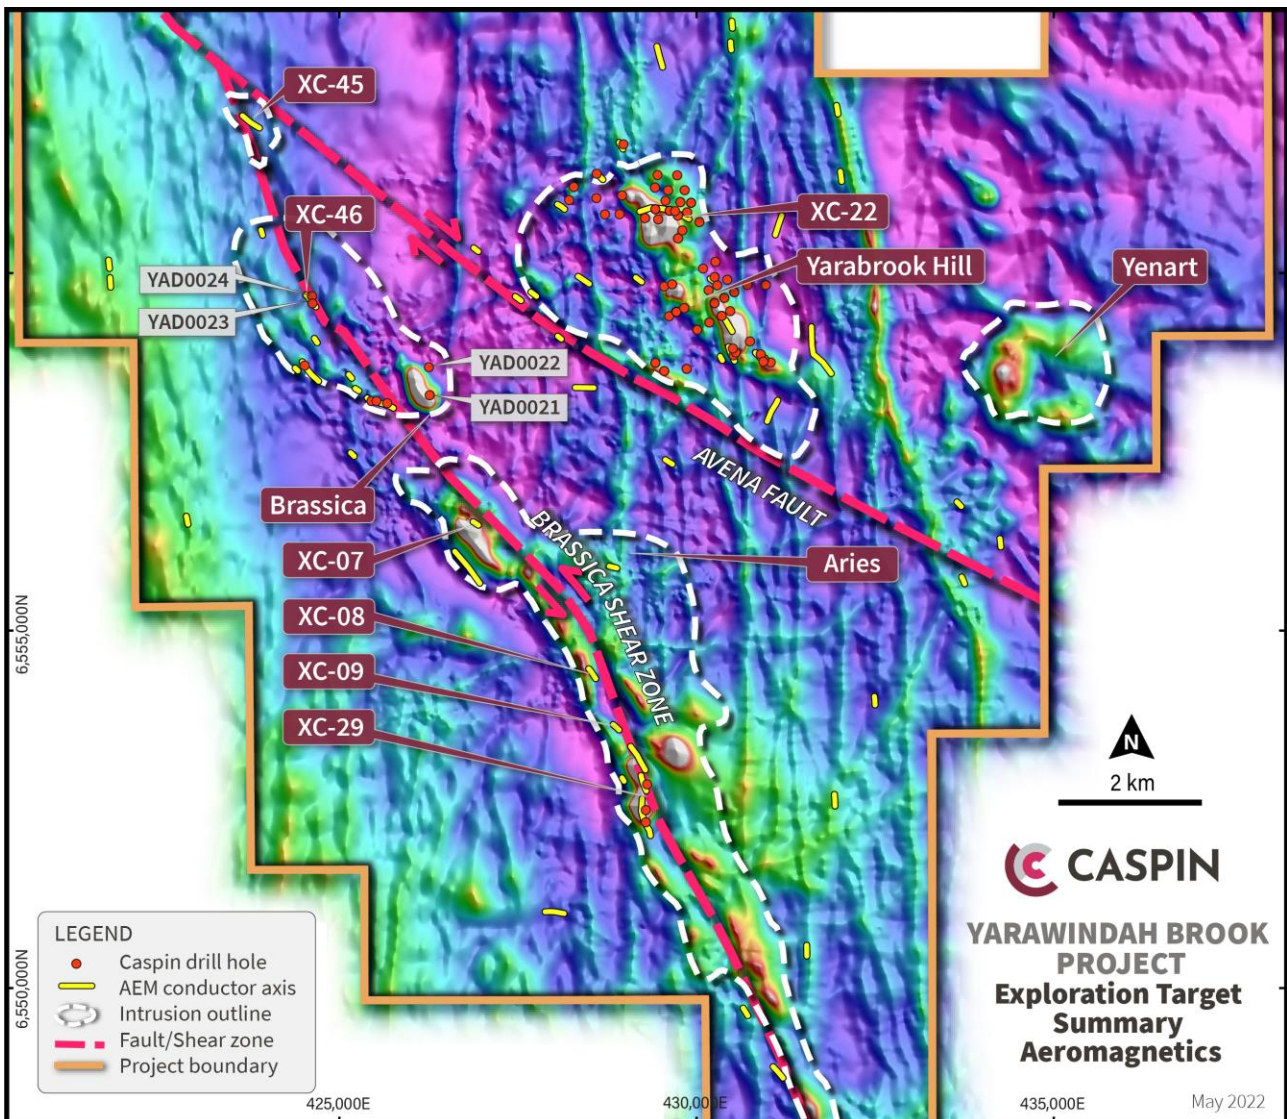 XC-45
XC-46
XC-22
YAD0024
Yarabrook Hill
Yenart
YAD0023
YAD0022
YAD0021
AVENA FAULT
Brassica
BRASSICA SHEAR ZONE
XC-07
Aries
XC-08
6,555,000N
XC-09
XC-29
N
2 km
CASPIN
YARAWINDAH BROOK
PROJECT
Exploration Target
Summary
Aeromagnetics
LEGEND
Caspin drill hole
AEM conductor axis
Intrusion outline
Fault/Shear zone
Project boundary
6,550,000N
425,000E
430,000E
435,000E
May 2022